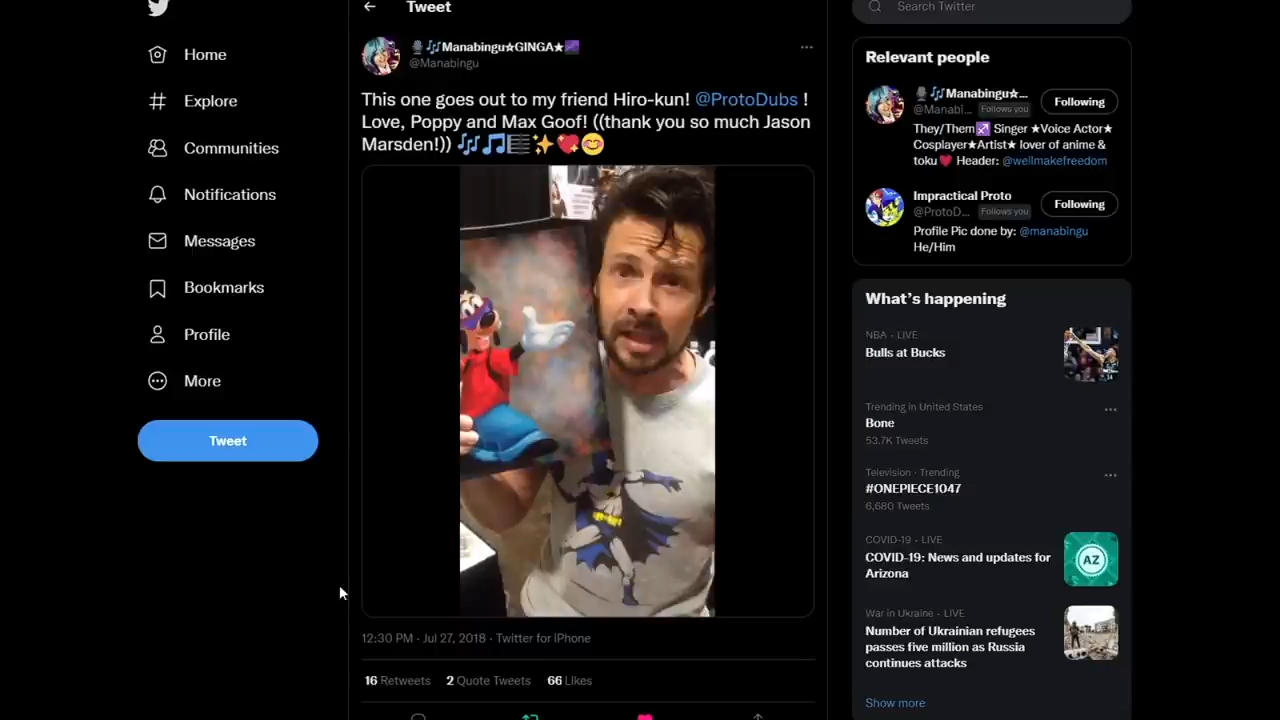 Tweet
Search Twitter
Home
Explore
Communities
Notifications
Messages
Bookmarks
Profile
More
Tweet
🎙️🎶Manabingu★GINGA★🌌
@Manabingu
This one goes out to my friend Hiro-kun! @ProtoDubs !
Love, Poppy and Max Goof! ((thank you so much Jason
Marsden!)) 🎶🎵🎼✨💖😊
12:30 PM · Jul 27, 2018 · Twitter for iPhone
16 Retweets 2 Quote Tweets 66 Likes
Relevant people
🎙️🎶Manabingu★...
@Manabi... Follows you
Following
They/Them♐ Singer ★Voice Actor★
Cosplayer★Artist★ lover of anime &
toku❤️ Header: @wellmakefreedom
Impractical Proto
@ProtoD... Follows you
Following
Profile Pic done by: @manabingu
He/Him
What's happening
NBA · LIVE
Bulls at Bucks
Trending in United States
Bone
53.7K Tweets
Television · Trending
#ONEPIECE1047
6,680 Tweets
COVID-19 · LIVE
COVID-19: News and updates for
Arizona
AZ
War in Ukraine · LIVE
Number of Ukrainian refugees
passes five million as Russia
continues attacks
Show more